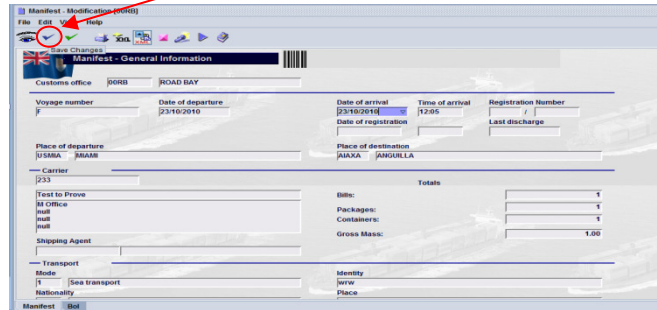 Manifest - Modification [00RB]
File Edit Vi Help
XML
Save Changes
Manifest - General Information
Customs office 00RB ROAD BAY
Voyage number Date of departure Date of arrival Time of arrival Registration Number
F 23/10/2010 23/10/2010 12:05 /
Date of registration Last discharge
Place of departure Place of destination
USMIA MIAMI AIAXA ANGUILLA
Carrier
233 Totals
Test to Prove Bills: 1
M Office
null Packages: 1
null Containers: 1
null
Gross Mass: 1.00
Shipping Agent
Transport
Mode Identity
1 Sea transport wrw
Nationality Place
Manifest Bol